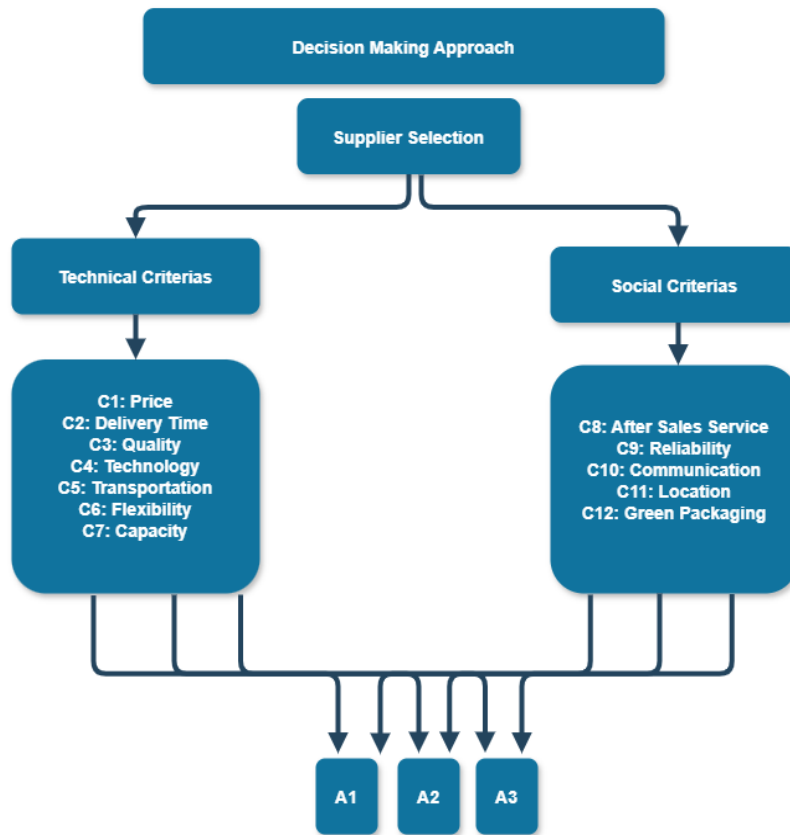 Decision Making Approach
Supplier Selection
Technical Criterias
Social Criterias
C1: Price
C2: Delivery Time
C3: Quality
C4: Technology
C5: Transportation
C6: Flexibility
C7: Capacity
C8: After Sales Service
C9: Reliability
C10: Communication
C11: Location
C12: Green Packaging
A1
A2
A3